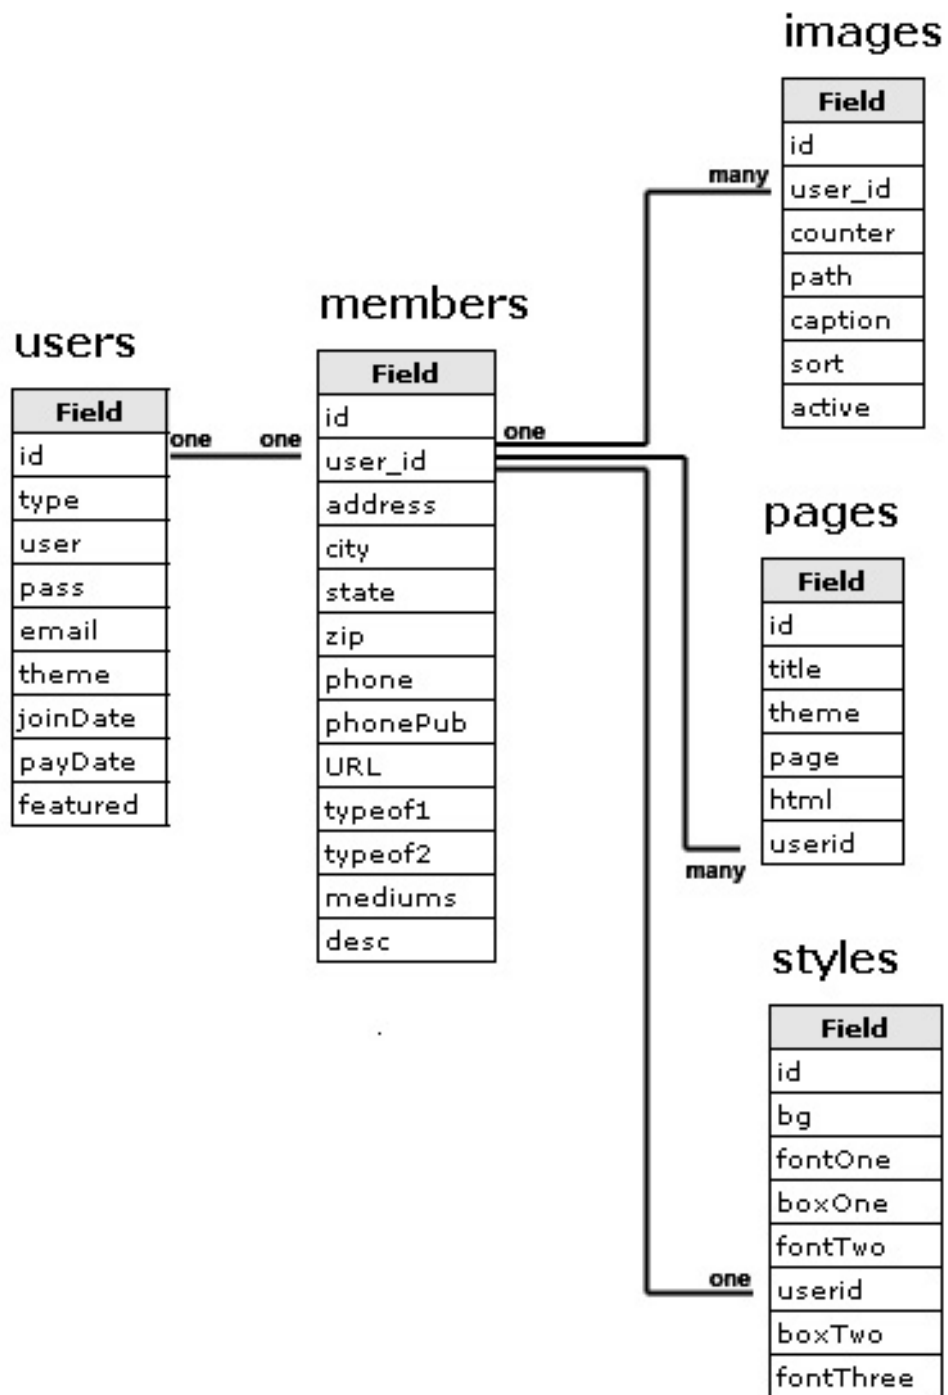 users
Field
id
type
user
pass
email
theme
joinDate
payDate
featured
one
one
members
Field
id
user_id
address
city
state
zip
phone
phonePub
URL
typeof1
typeof2
mediums
desc
one
many
images
Field
id
user_id
counter
path
caption
sort
active
many
pages
Field
id
title
theme
page
html
userid
one
styles
Field
id
bg
fontOne
boxOne
fontTwo
userid
boxTwo
fontThree